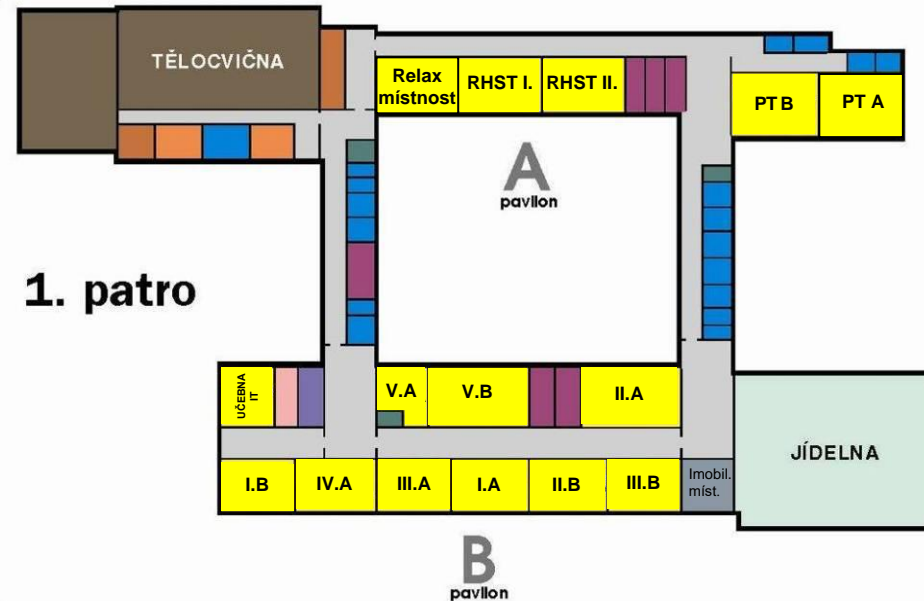 TĚLOCVIČNA
Relax
místnost
RHST I.
RHST II.
PT B
PT A
A
pavilon
1. patro
UČEBNA
IT
V.A
V.B
II.A
JÍDELNA
I.B
IV.A
III.A
I.A
II.B
III.B
Imobil.
míst.
B
pavilon